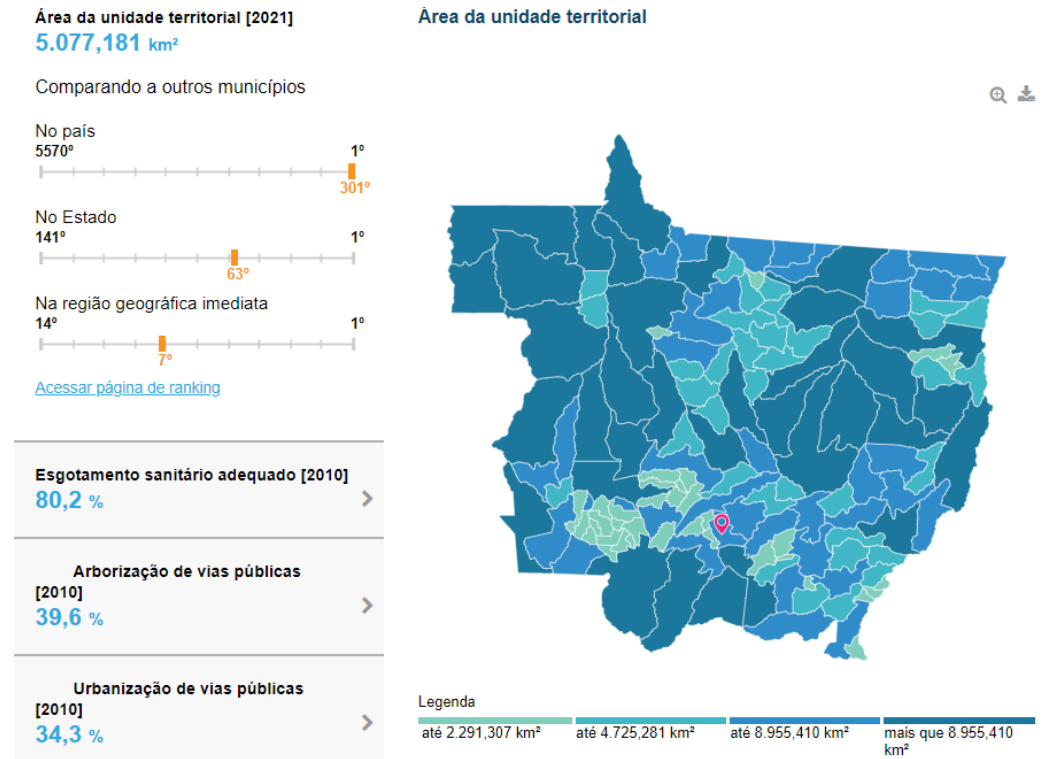 Área da unidade territorial [2021]
5.077,181 km²
Comparando a outros municípios
No país
5570º 1º
301º
No Estado
141º 1º
63º
Na região geográfica imediata
14º 1º
7º
Acessar página de ranking
Esgotamento sanitário adequado [2010]
80,2 %
Arborização de vias públicas
[2010]
39,6 %
Urbanização de vias públicas
[2010]
34,3 %
Área da unidade territorial
Legenda
até 2.291,307 km² até 4.725,281 km² até 8.955,410 km² mais que 8.955,410
km²